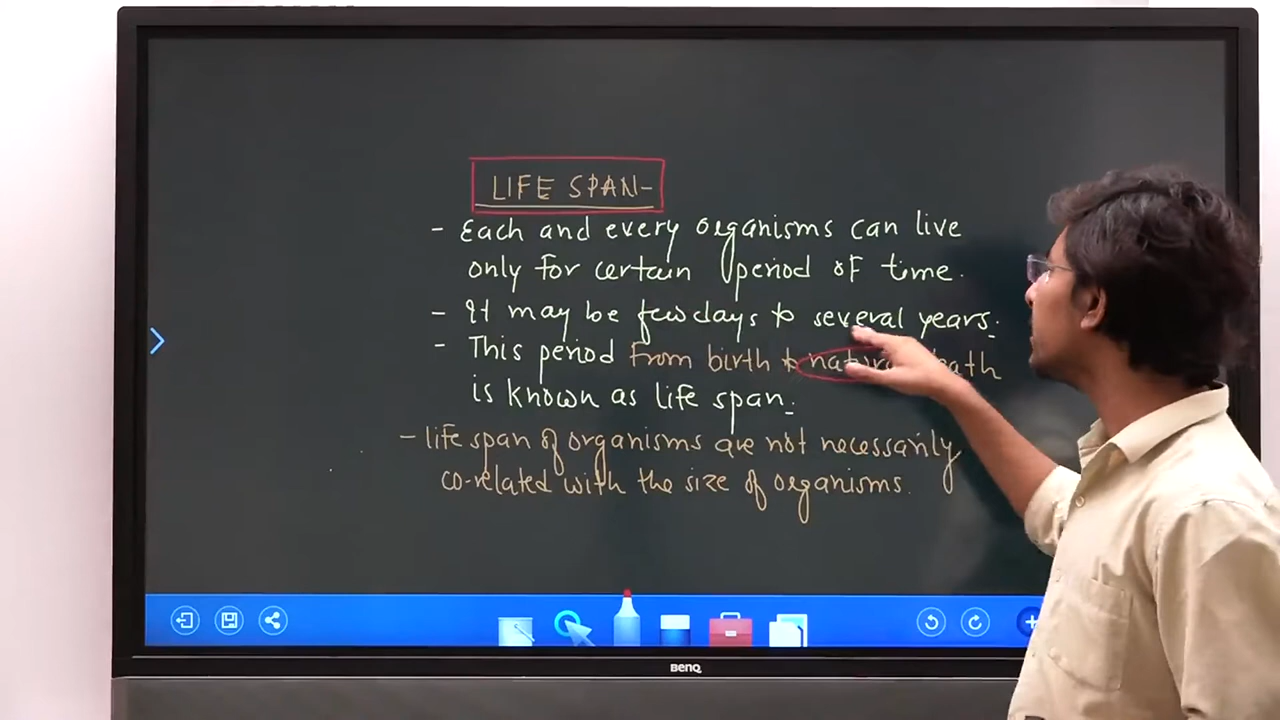 LIFE SPAN-
- Each and every organisms can live
only for certain period of time.
- It may be few days to several years.
- This period from birth to natural death
is known as life span.
- life span of organisms are not necessarily
co-related with the size of organisms.
BENQ